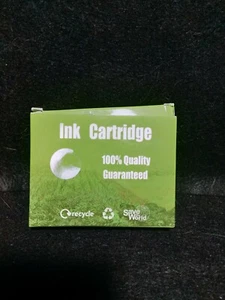 Ink Cartridge
100% Quality
Guaranteed
recycle
Save
World